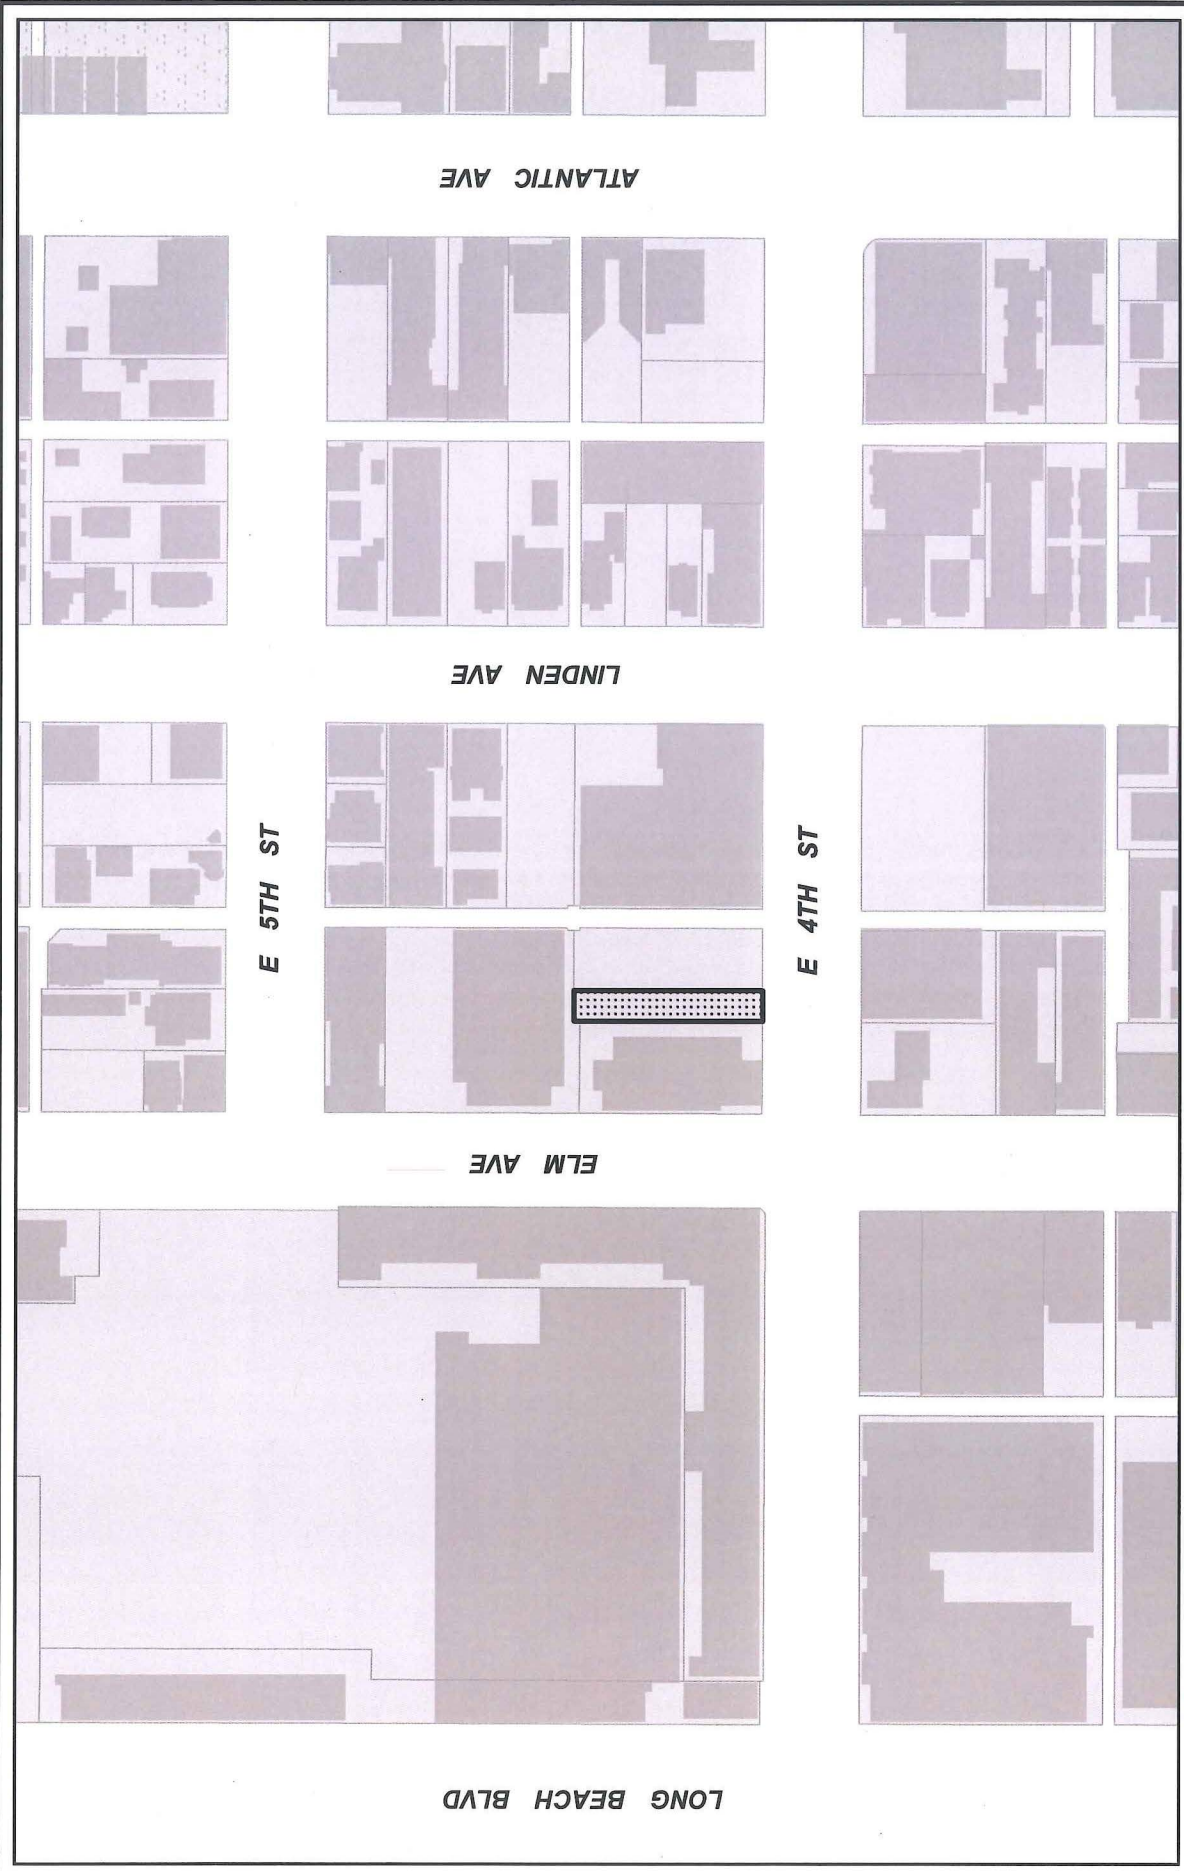 ATLANTIC AVE
LINDEN AVE
E 5TH ST
E 4TH ST
ELM AVE
LONG BEACH BLVD